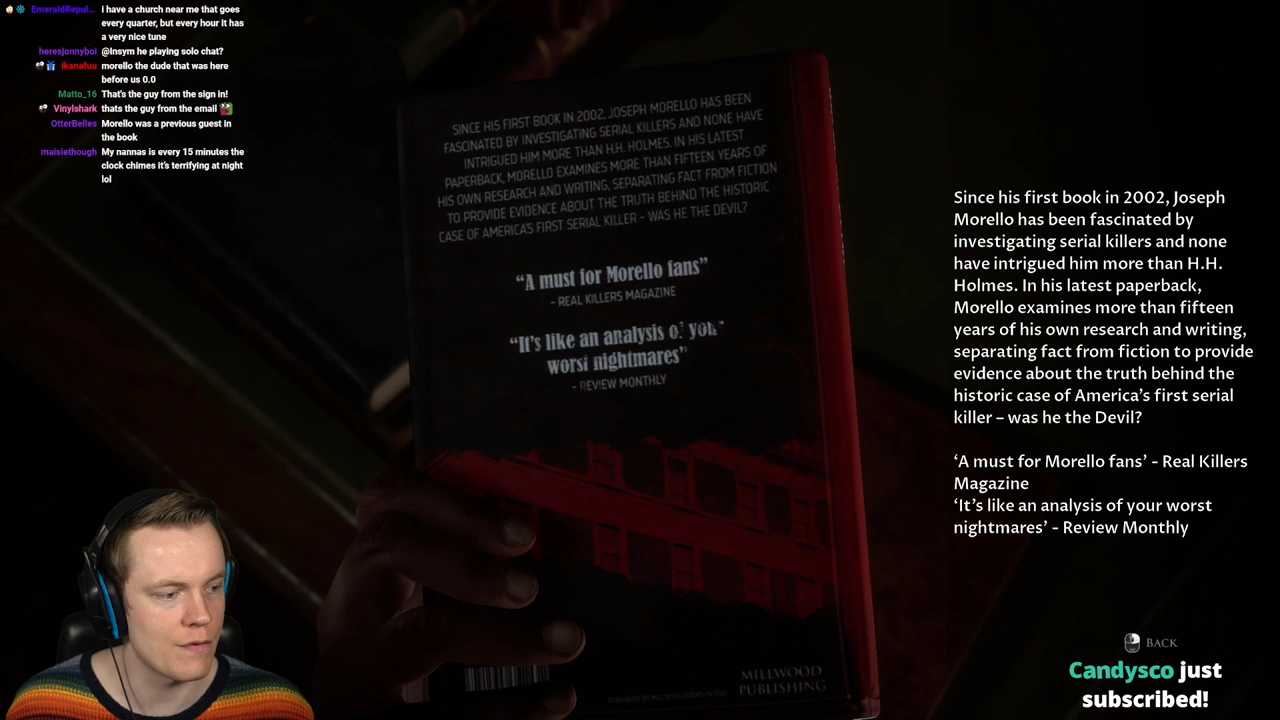 EmeraldRepul... i have a church near me that goes
every quarter, but every hour it has
a very nice tune
heresjonnyboi @Insym he playing solo chat?
ikanafuu morello the dude that was here
before us 0.0
Matto_16 That's the guy from the sign in!
Vinylshark thats the guy from the email
OtterBelles Morello was a previous guest in
the book
maisiethough My nannas is every 15 minutes the
clock chimes it's terrifying at night
lol
SINCE HIS FIRST BOOK IN 2002, JOSEPH MORELLO HAS BEEN
FASCINATED BY INVESTIGATING SERIAL KILLERS AND NONE HAVE
INTRIGUED HIM MORE THAN H.H. HOLMES. IN HIS LATEST
PAPERBACK, MORELLO EXAMINES MORE THAN FIFTEEN YEARS OF
HIS OWN RESEARCH AND WRITING, SEPARATING FACT FROM FICTION
TO PROVIDE EVIDENCE ABOUT THE TRUTH BEHIND THE HISTORIC
CASE OF AMERICA'S FIRST SERIAL KILLER – WAS HE THE DEVIL?
“A must for Morello fans”
- REAL KILLERS MAGAZINE
“It's like an analysis of your
worst nightmares”
- REVIEW MONTHLY
MILLWOOD
PUBLISHING
Since his first book in 2002, Joseph
Morello has been fascinated by
investigating serial killers and none
have intrigued him more than H.H.
Holmes. In his latest paperback,
Morello examines more than fifteen
years of his own research and writing,
separating fact from fiction to provide
evidence about the truth behind the
historic case of America's first serial
killer – was he the Devil?
‘A must for Morello fans’ - Real Killers
Magazine
‘It's like an analysis of your worst
nightmares’ - Review Monthly
BACK
Candysco just
subscribed!